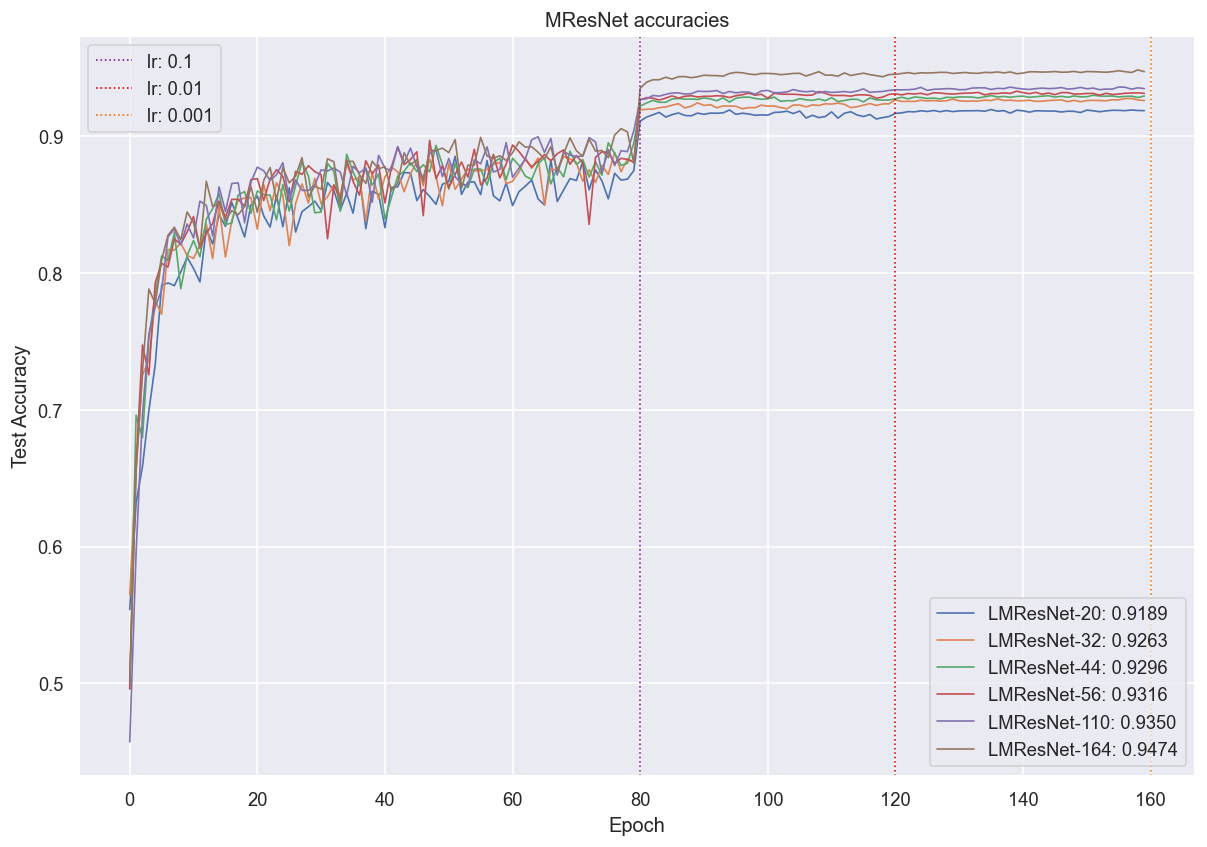 MResNet accuracies
lr: 0.1
lr: 0.01
lr: 0.001
Test Accuracy
0.9
0.8
0.7
0.6
0.5
LMResNet-20: 0.9189
LMResNet-32: 0.9263
LMResNet-44: 0.9296
LMResNet-56: 0.9316
LMResNet-110: 0.9350
LMResNet-164: 0.9474
0 20 40 60 80 100 120 140 160
Epoch